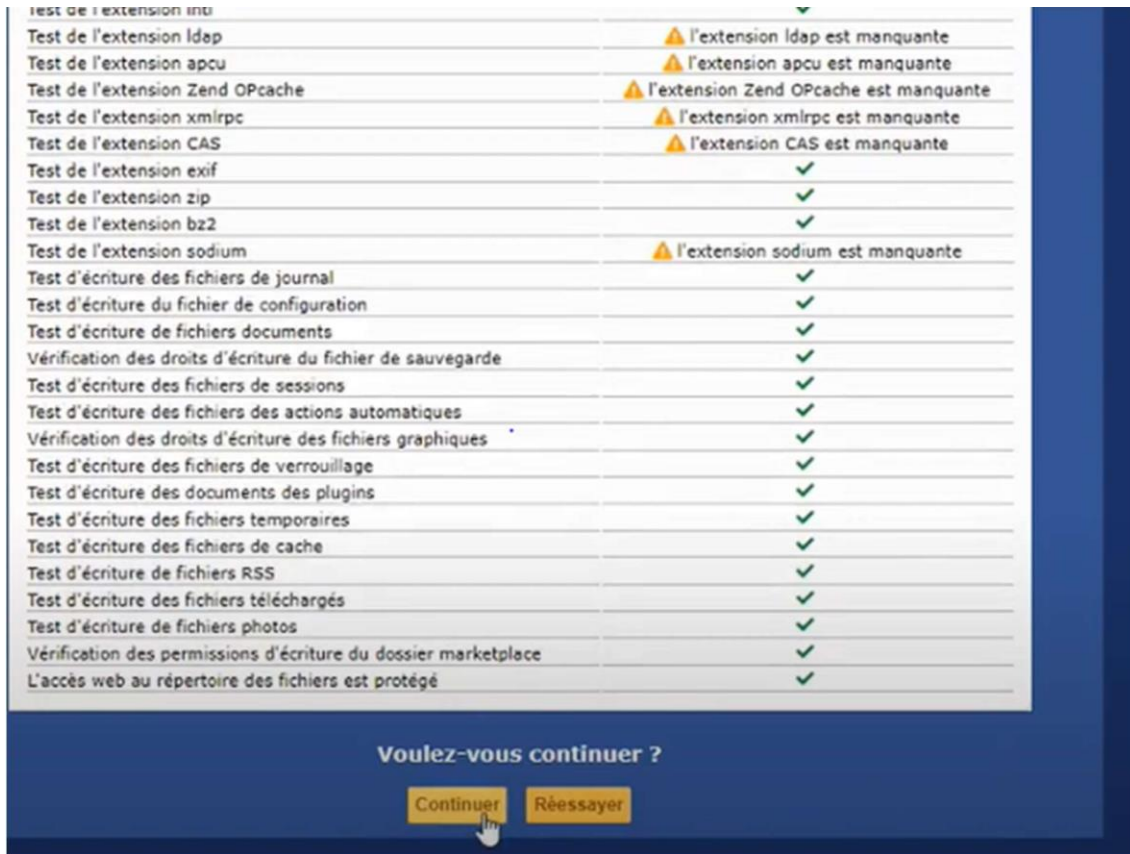 Test de l'extension intl
Test de l'extension ldap l'extension ldap est manquante
Test de l'extension apcu l'extension apcu est manquante
Test de l'extension Zend OPcache l'extension Zend OPcache est manquante
Test de l'extension xmlrpc l'extension xmlrpc est manquante
Test de l'extension CAS l'extension CAS est manquante
Test de l'extension exif
Test de l'extension zip
Test de l'extension bz2
Test de l'extension sodium l'extension sodium est manquante
Test d'écriture des fichiers de journal
Test d'écriture du fichier de configuration
Test d'écriture de fichiers documents
Vérification des droits d'écriture du fichier de sauvegarde
Test d'écriture des fichiers de sessions
Test d'écriture des fichiers des actions automatiques
Vérification des droits d'écriture des fichiers graphiques
Test d'écriture des fichiers de verrouillage
Test d'écriture des documents des plugins
Test d'écriture des fichiers temporaires
Test d'écriture des fichiers de cache
Test d'écriture de fichiers RSS
Test d'écriture des fichiers téléchargés
Test d'écriture de fichiers photos
Vérification des permissions d'écriture du dossier marketplace
L'accès web au répertoire des fichiers est protégé
Voulez-vous continuer ?
Continuer Réessayer